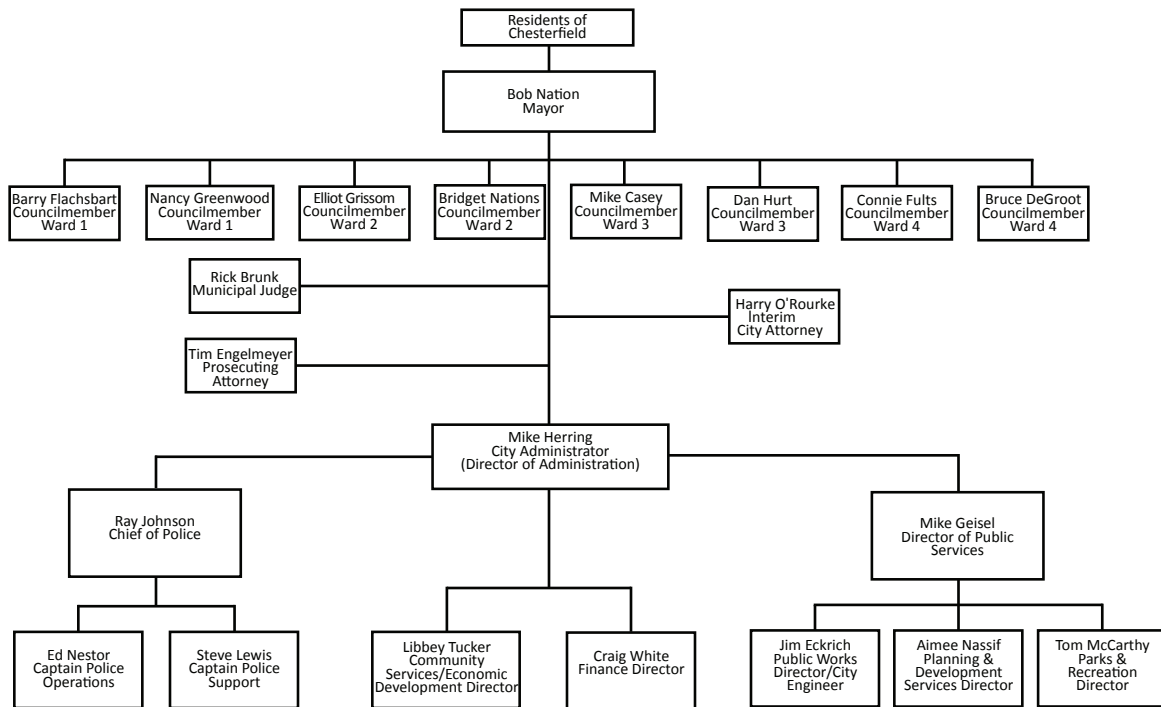 Residents of
Chesterfield
Bob Nation
Mayor
Barry Flachsbart
Councilmember
Ward 1
Nancy Greenwood
Councilmember
Ward 1
Elliot Grissom
Councilmember
Ward 2
Bridget Nations
Councilmember
Ward 2
Mike Casey
Councilmember
Ward 3
Dan Hurt
Councilmember
Ward 3
Connie Fults
Councilmember
Ward 4
Bruce DeGroot
Councilmember
Ward 4
Rick Brunk
Municipal Judge
Harry O'Rourke
Interim
City Attorney
Tim Engelmeyer
Prosecuting
Attorney
Mike Herring
City Administrator
(Director of Administration)
Ray Johnson
Chief of Police
Mike Geisel
Director of Public
Services
Ed Nestor
Captain Police
Operations
Steve Lewis
Captain Police
Support
Libbey Tucker
Community
Services/Economic
Development Director
Craig White
Finance Director
Jim Eckrich
Public Works
Director/City
Engineer
Aimee Nassif
Planning &
Development
Services Director
Tom McCarthy
Parks &
Recreation
Director